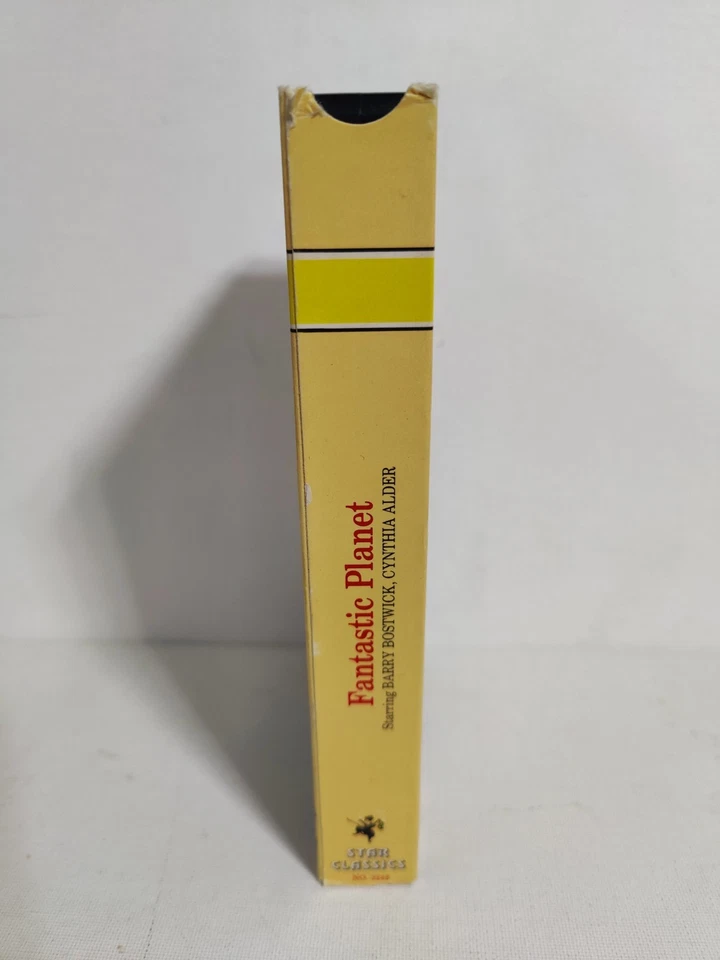 Fantastic Planet
Starring BARRY BOSTWICK, CYNTHIA ALDER
STAR
CLASSICS